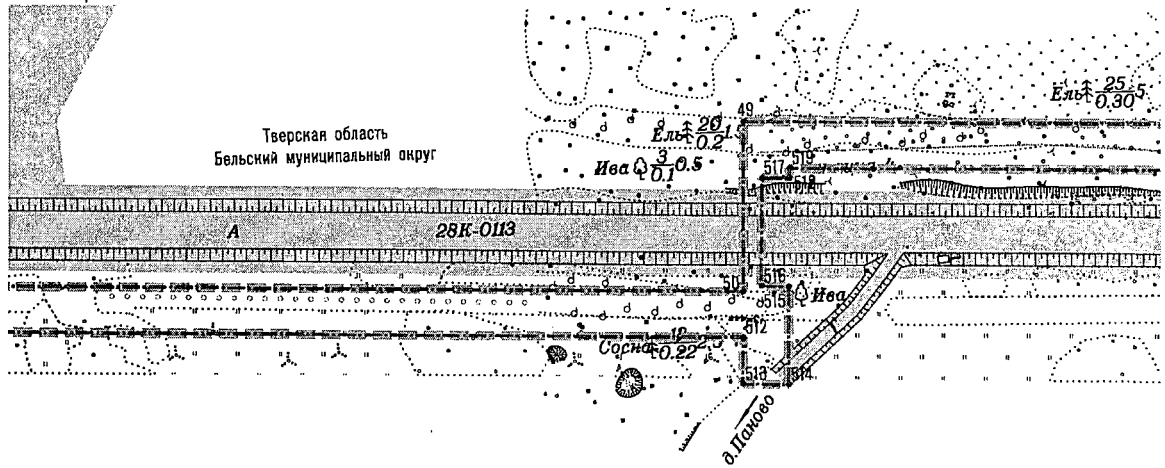 49
Ель 25 0.30 5
Тверская область
Бельский муниципальный округ
Ель 20 0.2 1
Ива 3 0.1 0.5
517 519
518
А
28К-0113
50
516
515
Ива
512
Сосна 12 0.22
513
514
д.Паново